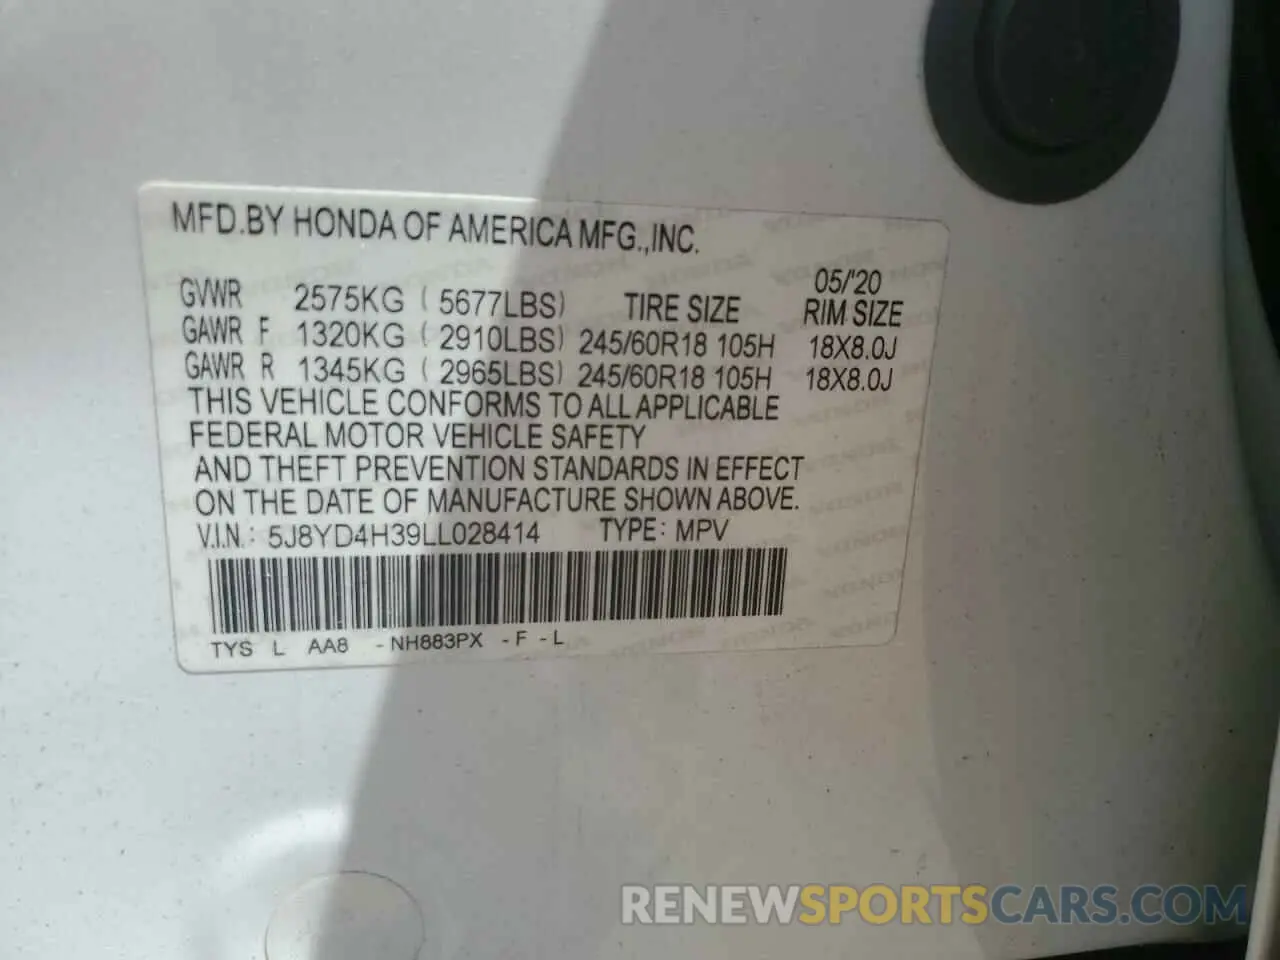 MFD.BY HONDA OF AMERICA MFG.,INC.
05/'20
GVWR 2575KG ( 5677LBS) TIRE SIZE RIM SIZE
GAWR F 1320KG ( 2910LBS) 245/60R18 105H 18X8.0J
GAWR R 1345KG ( 2965LBS) 245/60R18 105H 18X8.0J
THIS VEHICLE CONFORMS TO ALL APPLICABLE
FEDERAL MOTOR VEHICLE SAFETY
AND THEFT PREVENTION STANDARDS IN EFFECT
ON THE DATE OF MANUFACTURE SHOWN ABOVE.
V.I.N.: 5J8YD4H39LL028414 TYPE: MPV
TYS L AA8 -NH883PX -F -L
RENEWSPORTSCARS.COM